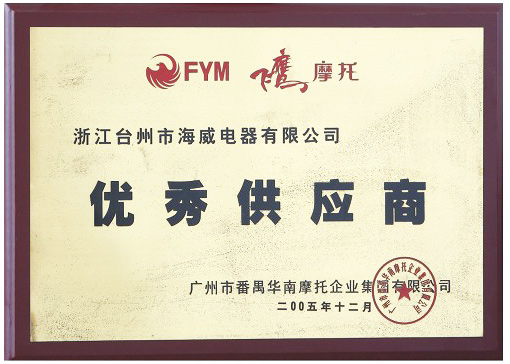 FYM 飞鹰摩托
浙江台州市海威电器有限公司
优秀供应商
广州市番禺华南摩托企业集团有限公司
二00五年十二月